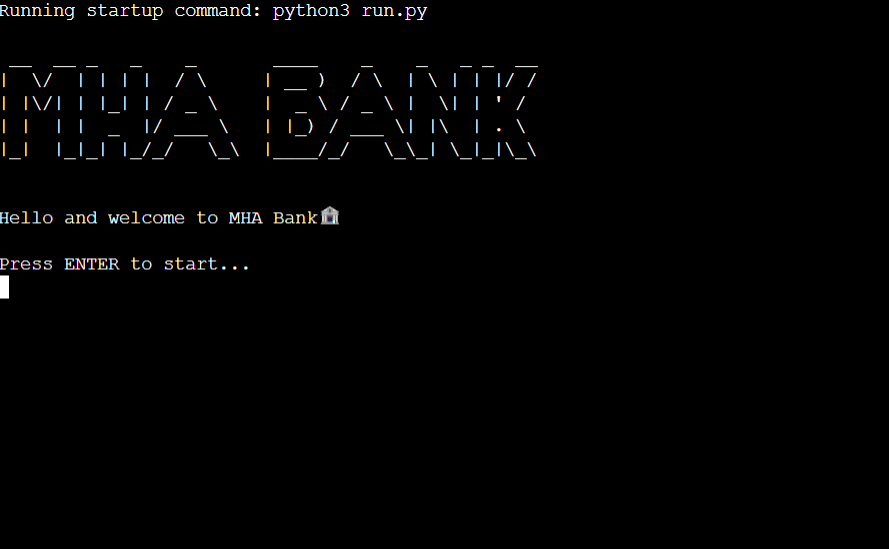 Running startup command: python3 run.py
MHA BANK
Hello and welcome to MHA Bank🏦
Press ENTER to start...